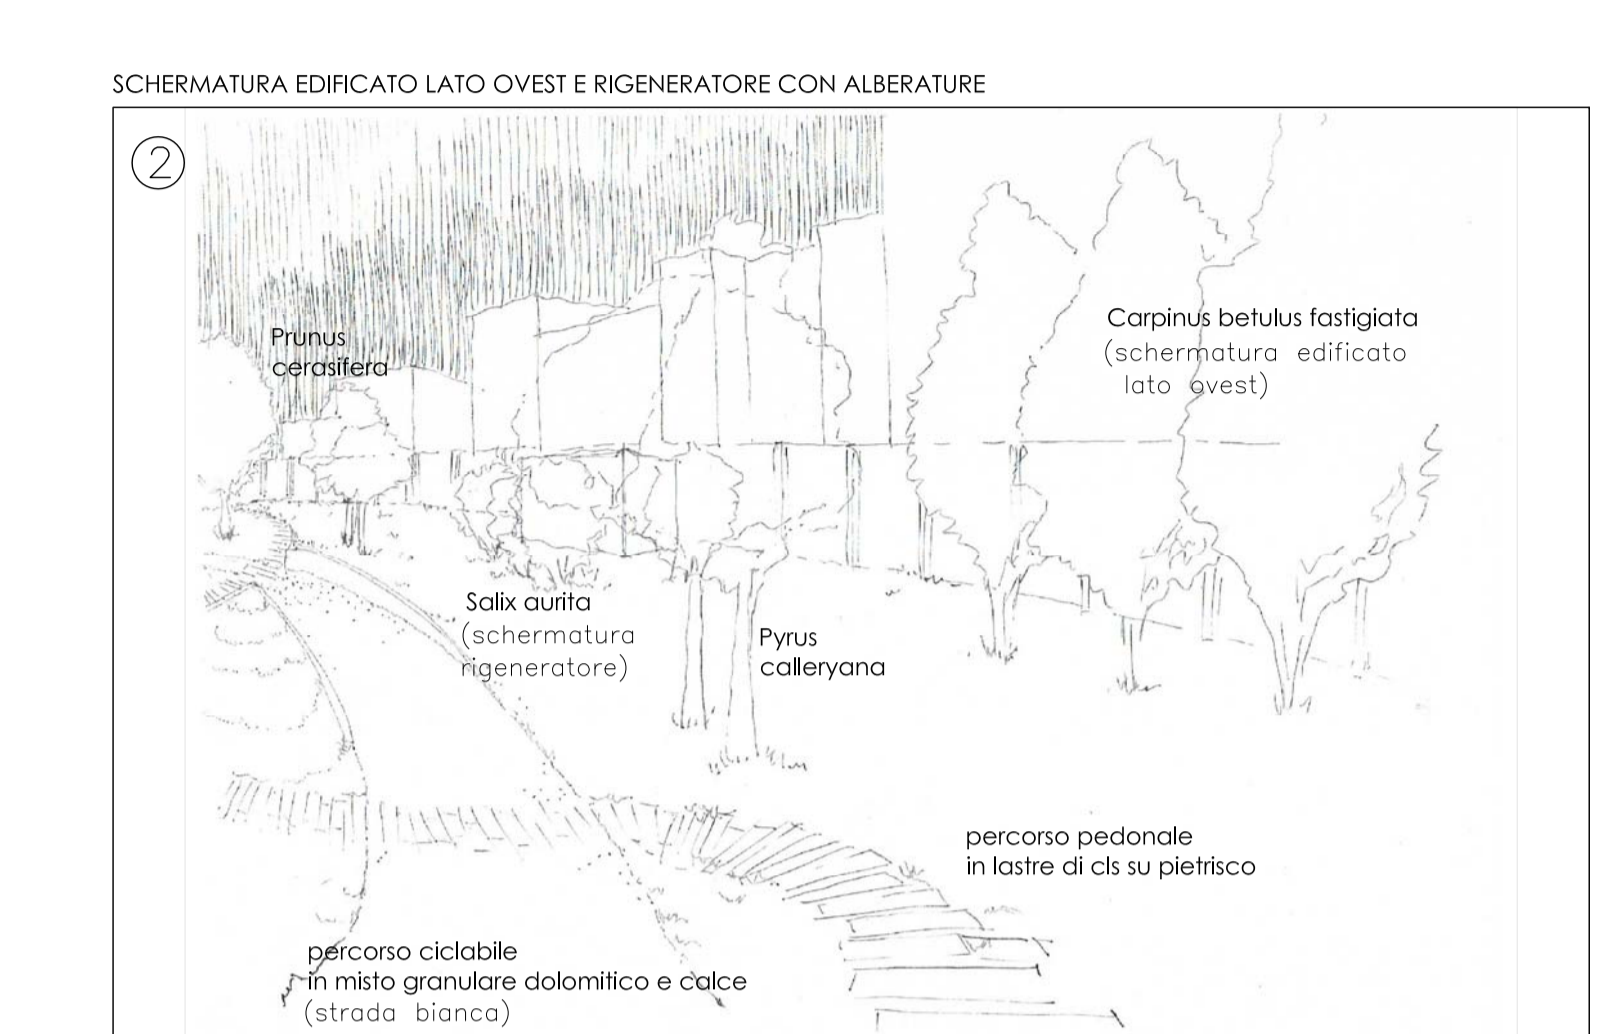 SCHERMATURA EDIFICATO LATO OVEST E RIGENERATORE CON ALBERATURE
2
Prunus
cerasifera
Carpinus betulus fastigiata
(schermatura edificato
lato ovest)
Salix aurita
(schermatura
rigeneratore)
Pyrus
calleryana
percorso pedonale
in lastre di cls su pietrisco
percorso ciclabile
in misto granulare dolomitico e calce
(strada bianca)